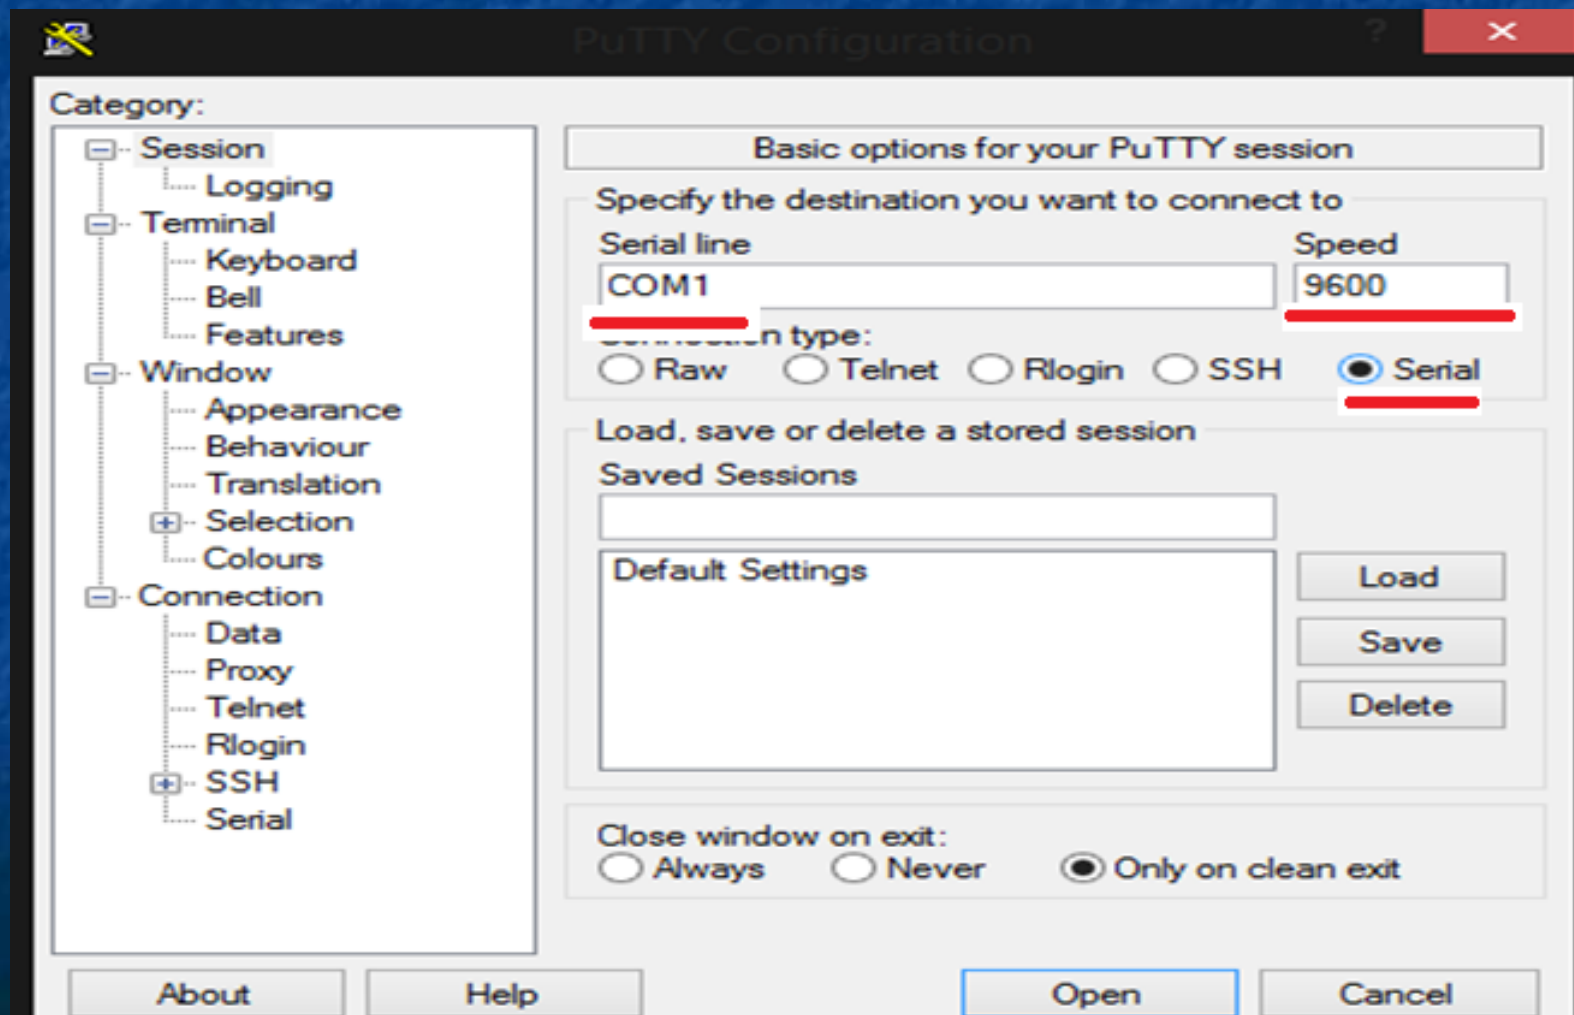 PuTTY Configuration
?
Category:
Session
Logging
Terminal
Keyboard
Bell
Features
Window
Appearance
Behaviour
Translation
Selection
Colours
Connection
Data
Proxy
Telnet
Rlogin
SSH
Serial
Basic options for your PuTTY session
Specify the destination you want to connect to
Serial line Speed
COM1 9600
type:
Raw Telnet Rlogin SSH Serial
Load, save or delete a stored session
Saved Sessions
Default Settings
Load
Save
Delete
Close window on exit:
Always Never Only on clean exit
About Help Open Cancel